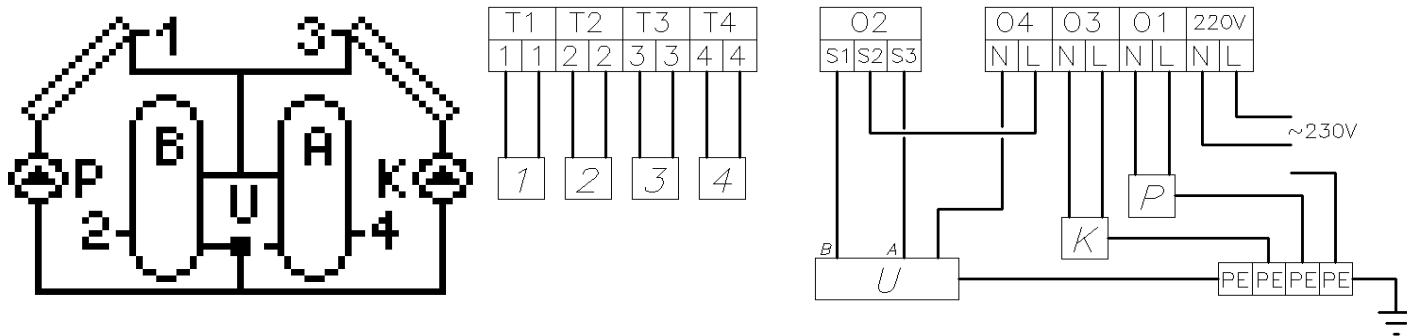 1 3
B A
P K
U
2 4
T1 T2 T3 T4
1 1 2 2 3 3 4 4
1 2 3 4
O2 O4 O3 O1 220V
S1 S2 S3 N L N L N L N L
~230V
P
K
B A
U
PE PE PE PE